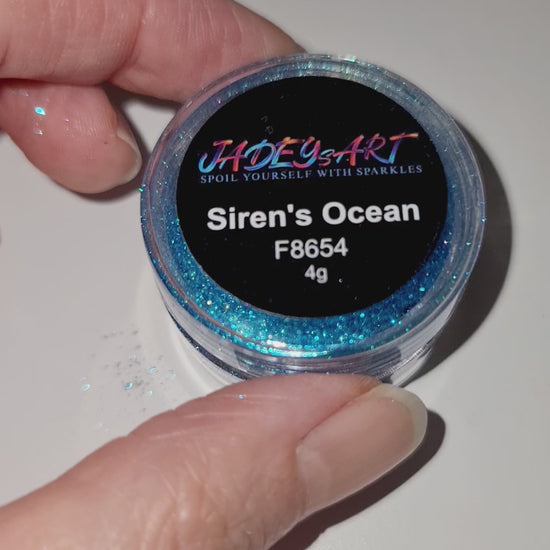 JADEYsART
SPOIL YOURSELF WITH SPARKLES
Siren's Ocean
F8654
4g